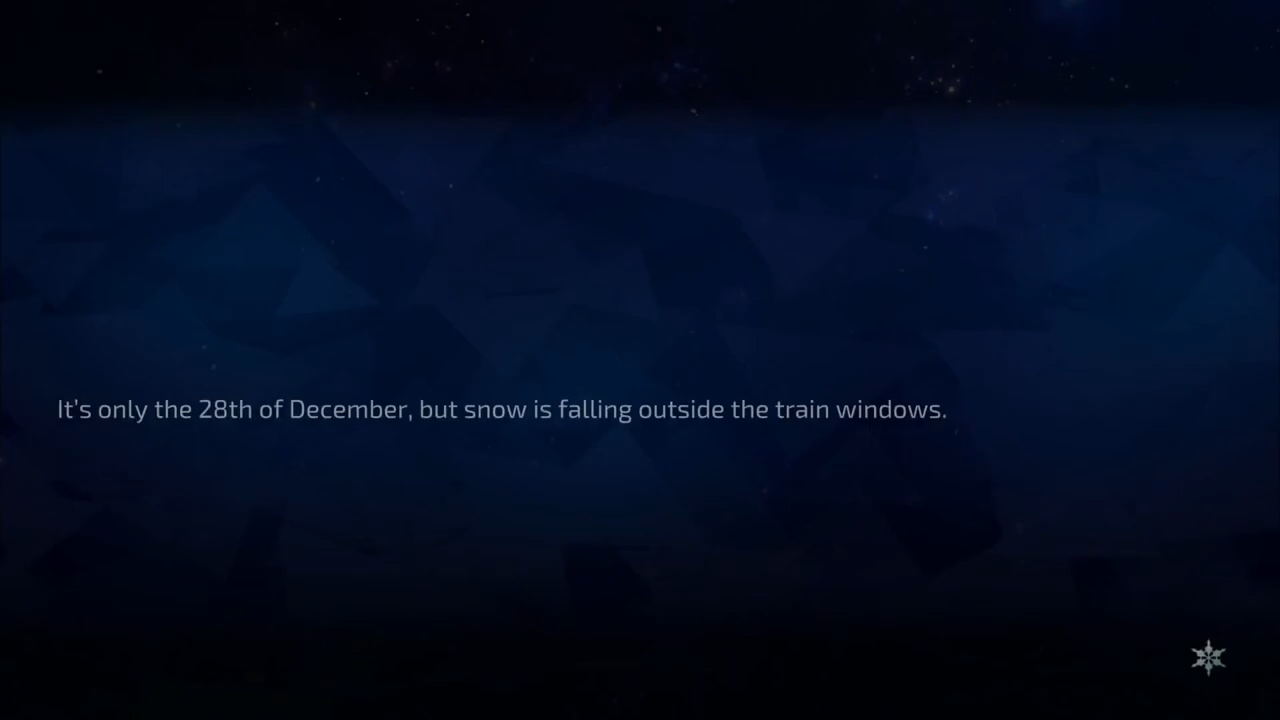 It's only the 28th of December, but snow is falling outside the train windows.